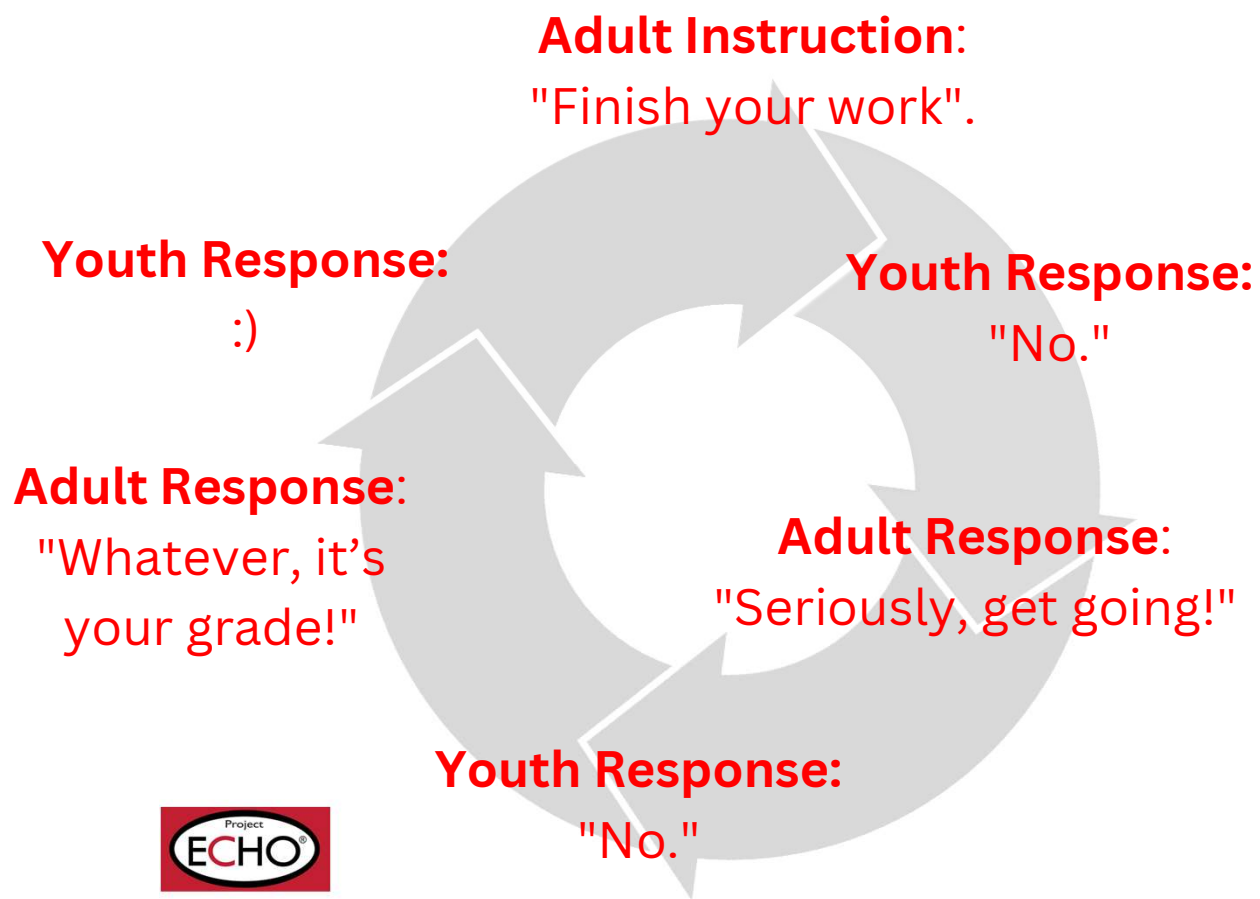 Adult Instruction:
"Finish your work".
Youth Response:
"No."
Adult Response:
"Seriously, get going!"
Youth Response:
"No."
Adult Response:
"Whatever, it’s
your grade!"
Youth Response:
:)
Project
ECHO®